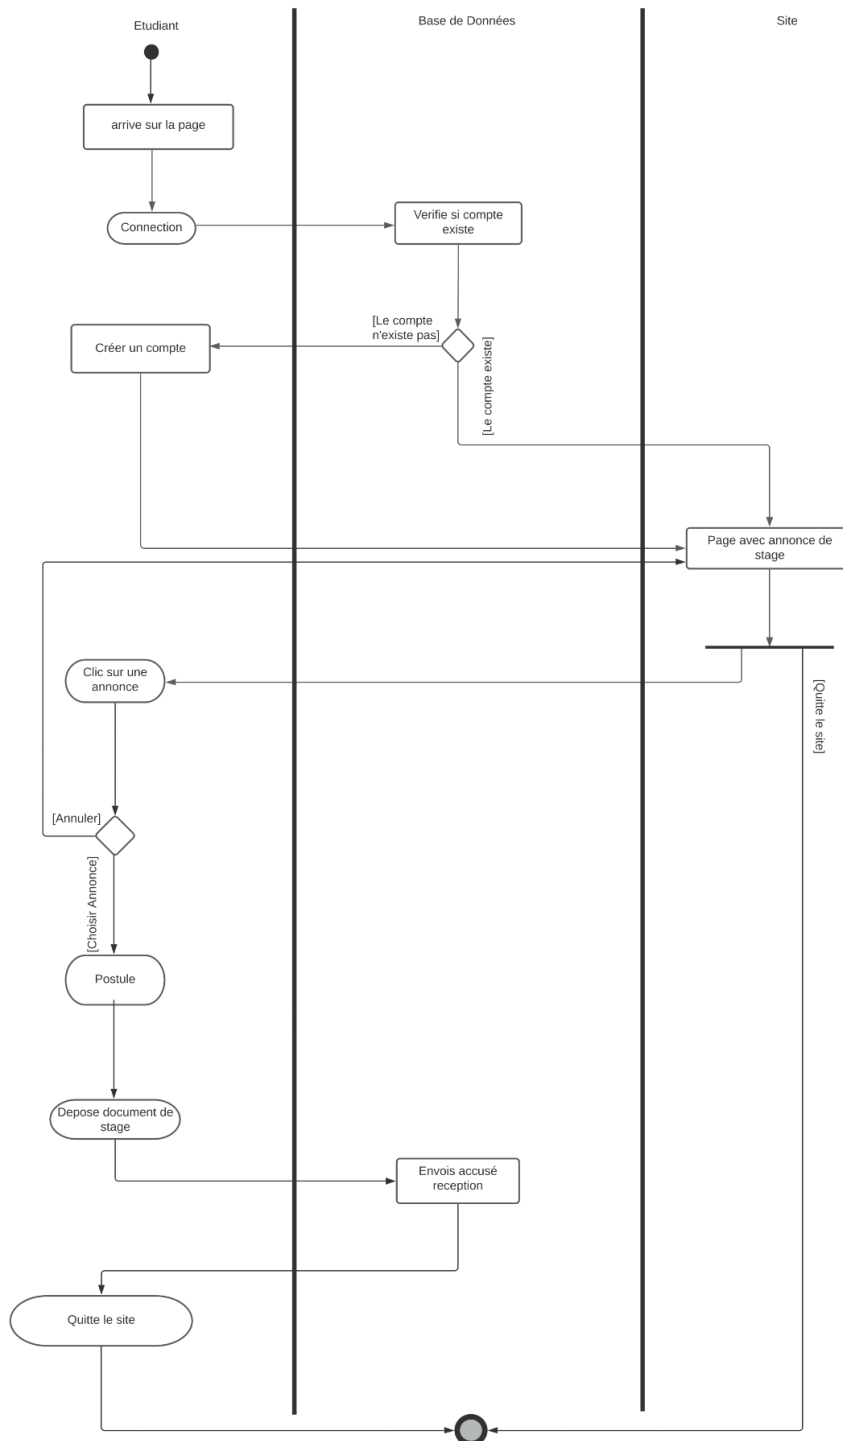 Etudiant
Base de Données
Site
arrive sur la page
Connection
Verifie si compte
existe
[Le compte
n'existe pas]
[Le compte existe]
Créer un compte
Page avec annonce de
stage
Clic sur une
annonce
[Quitte le site]
[Annuler]
[Choisir Annonce]
Postule
Depose document de
stage
Envois accusé
reception
Quitte le site